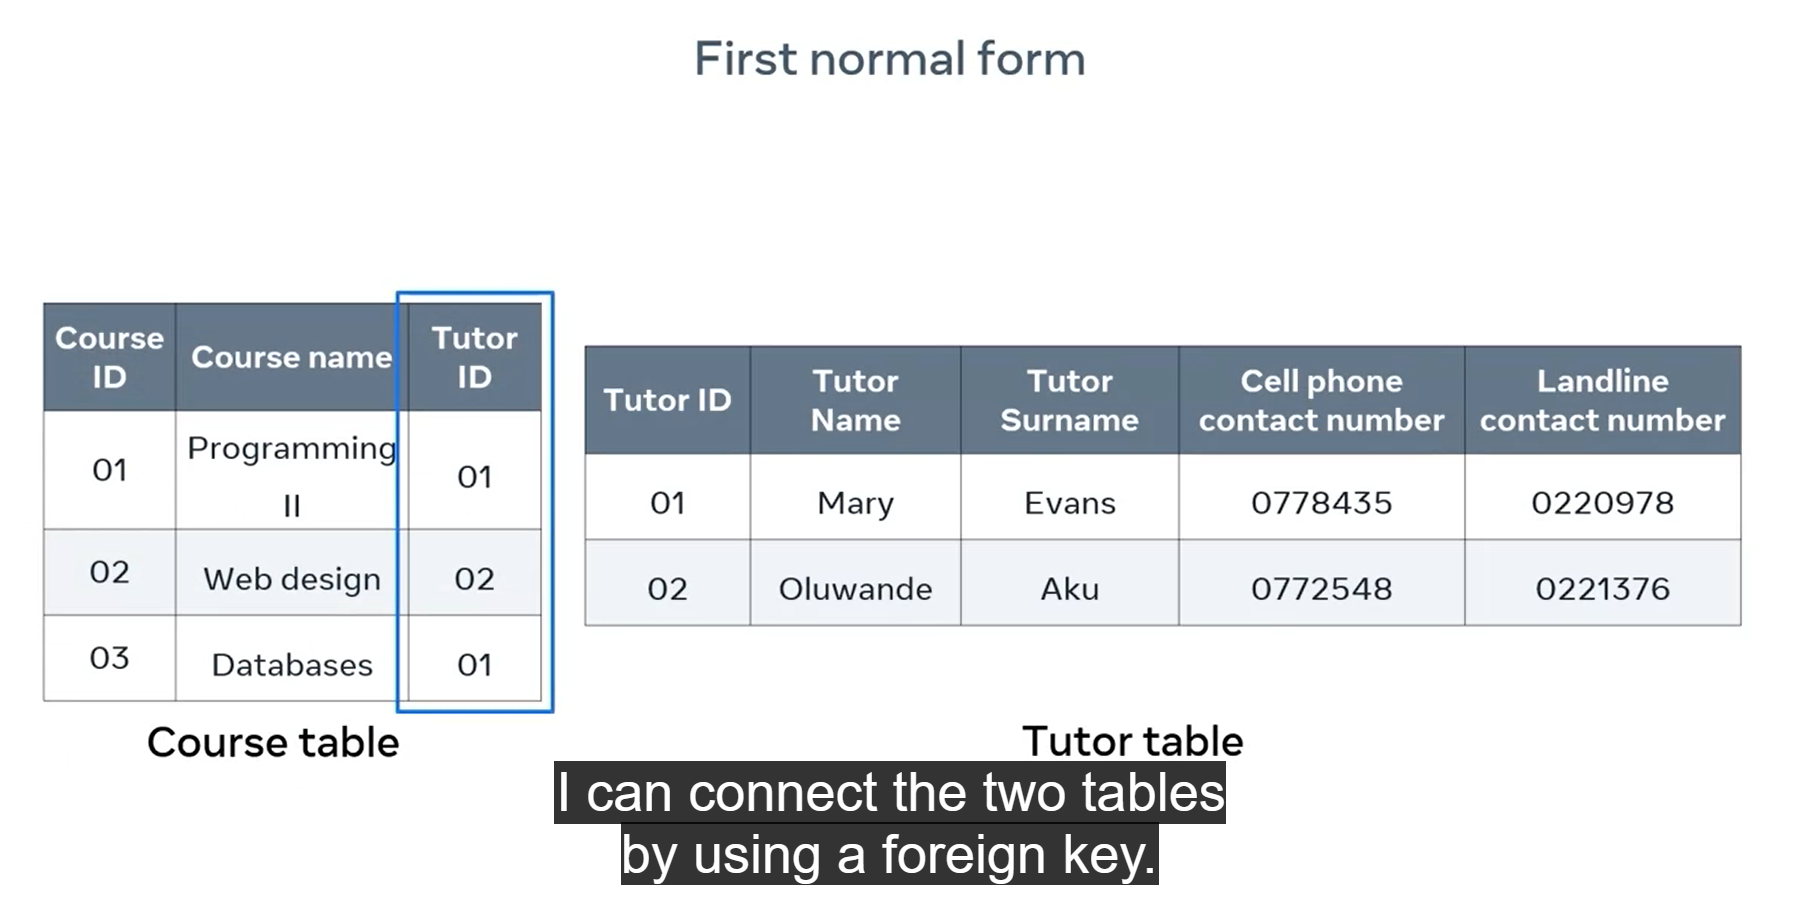 First normal form
Course ID
Course name
Tutor ID
01
Programming II
01
02
Web design
02
03
Databases
01
Course table
Tutor ID
Tutor Name
Tutor Surname
Cell phone contact number
Landline contact number
01
Mary
Evans
0778435
0220978
02
Oluwande
Aku
0772548
0221376
Tutor table
I can connect the two tables
by using a foreign key.